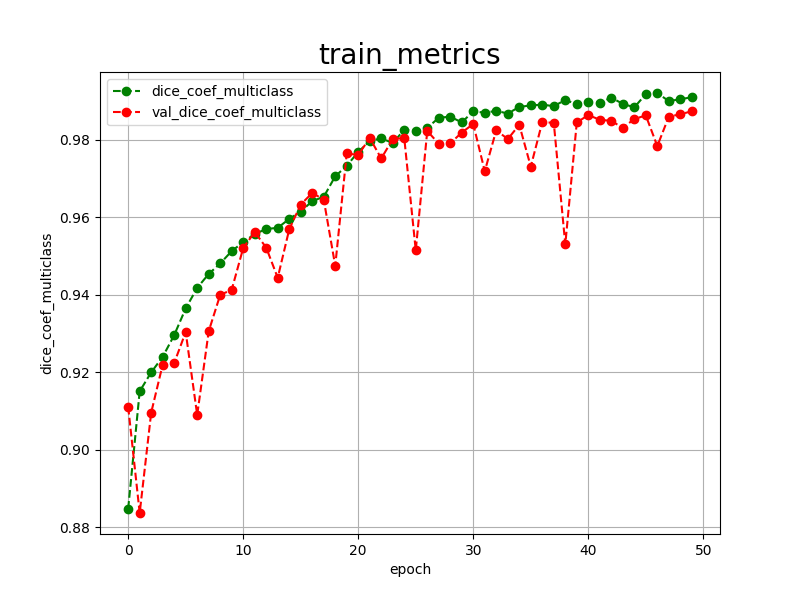 train_metrics
dice_coef_multiclass
val_dice_coef_multiclass
dice_coef_multiclass
0.98
0.96
0.94
0.92
0.90
0.88
0 10 20 30 40 50
epoch